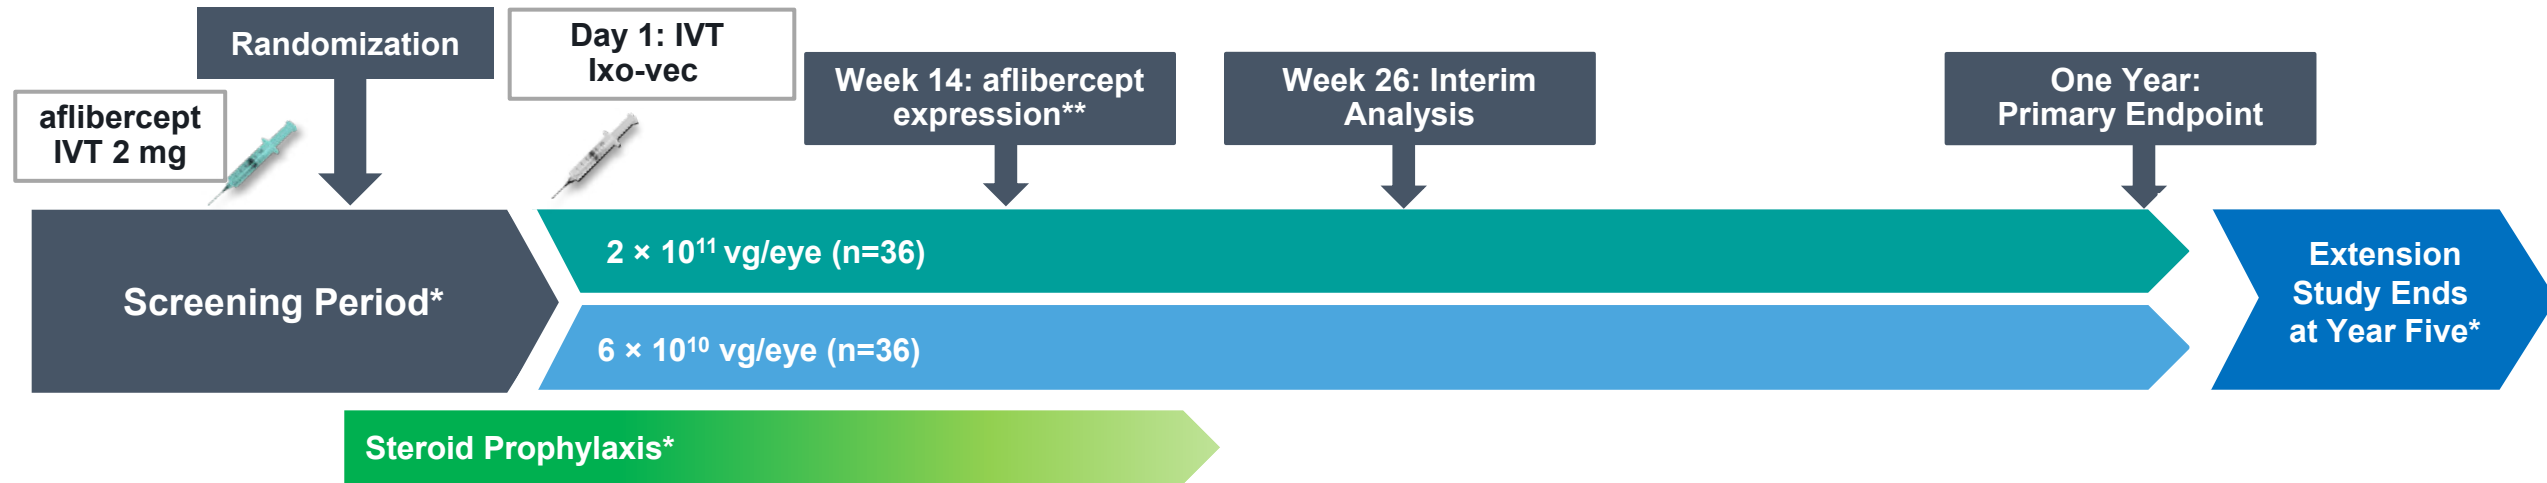 Randomization
Day 1: IVT
Ixo-vec
aflibercept
IVT 2 mg
Week 14: aflibercept
expression**
Week 26: Interim
Analysis
One Year:
Primary Endpoint
Screening Period*
2 × 10¹¹ vg/eye (n=36)
6 × 10¹⁰ vg/eye (n=36)
Extension
Study Ends
at Year Five*
Steroid Prophylaxis*